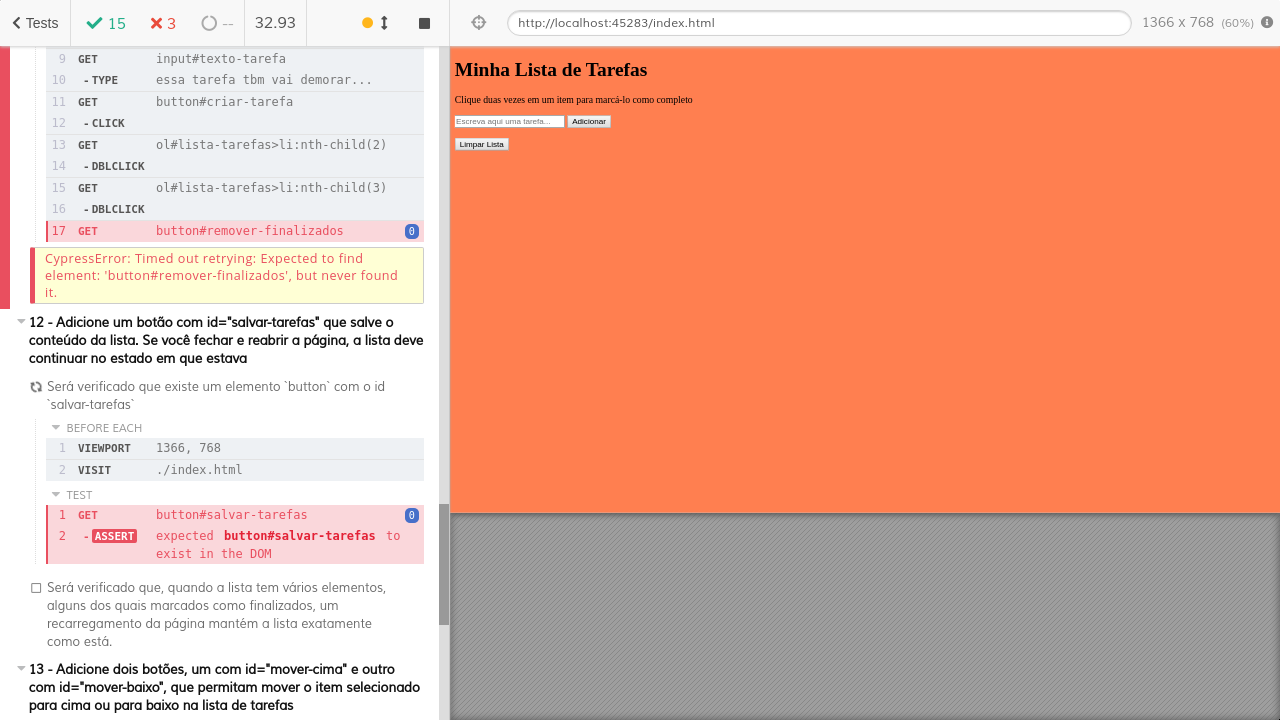 Tests 15 3 -- 32.93
http://localhost:45283/index.html 1366 x 768 (60%)
9 GET input#texto-tarefa
10 -TYPE essa tarefa tbm vai demorar...
11 GET button#criar-tarefa
12 -CLICK
13 GET ol#lista-tarefas>li:nth-child(2)
14 -DBLCLICK
15 GET ol#lista-tarefas>li:nth-child(3)
16 -DBLCLICK
17 GET button#remover-finalizados 0
CypressError: Timed out retrying: Expected to find
element: 'button#remover-finalizados', but never found
it.
12 - Adicione um botão com id="salvar-tarefas" que salve o
conteúdo da lista. Se você fechar e reabrir a página, a lista deve
continuar no estado em que estava
Será verificado que existe um elemento `button` com o id
`salvar-tarefas`
BEFORE EACH
1 VIEWPORT 1366, 768
2 VISIT ./index.html
TEST
1 GET button#salvar-tarefas 0
2 -ASSERT expected button#salvar-tarefas to
exist in the DOM
Será verificado que, quando a lista tem vários elementos,
alguns dos quais marcados como finalizados, um
recarregamento da página mantém a lista exatamente
como está.
13 - Adicione dois botões, um com id="mover-cima" e outro
com id="mover-baixo", que permitam mover o item selecionado
para cima ou para baixo na lista de tarefas
Minha Lista de Tarefas
Clique duas vezes em um item para marcá-lo como completo
Escreva aqui uma tarefa... Adicionar
Limpar Lista